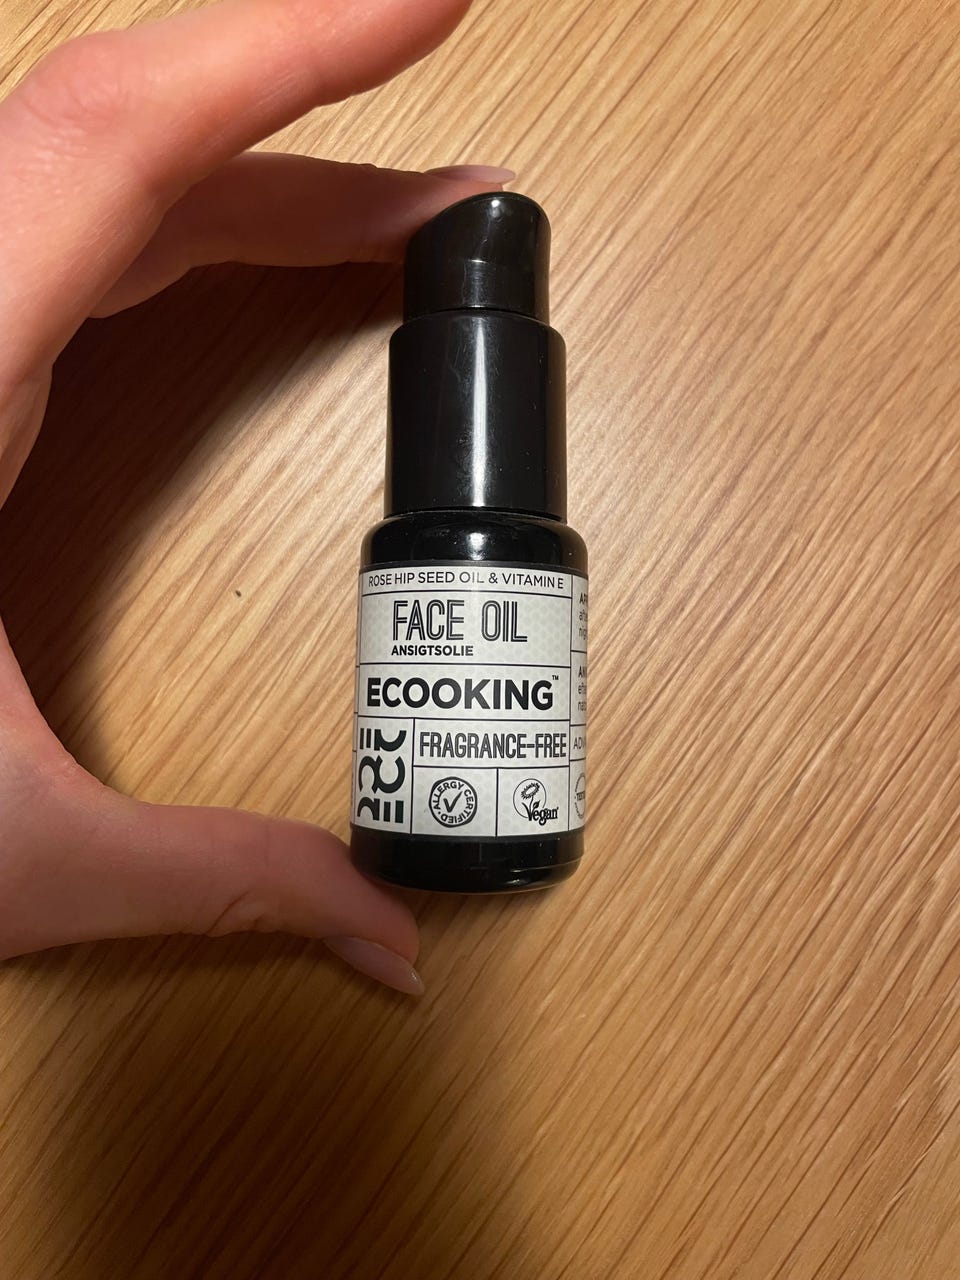 ROSE HIP SEED OIL & VITAMIN E
FACE OIL
ANSIGTSOLIE
ECOOKING™
FRAGRANCE-FREE
ALLERGY CERTIFIED
Vegan